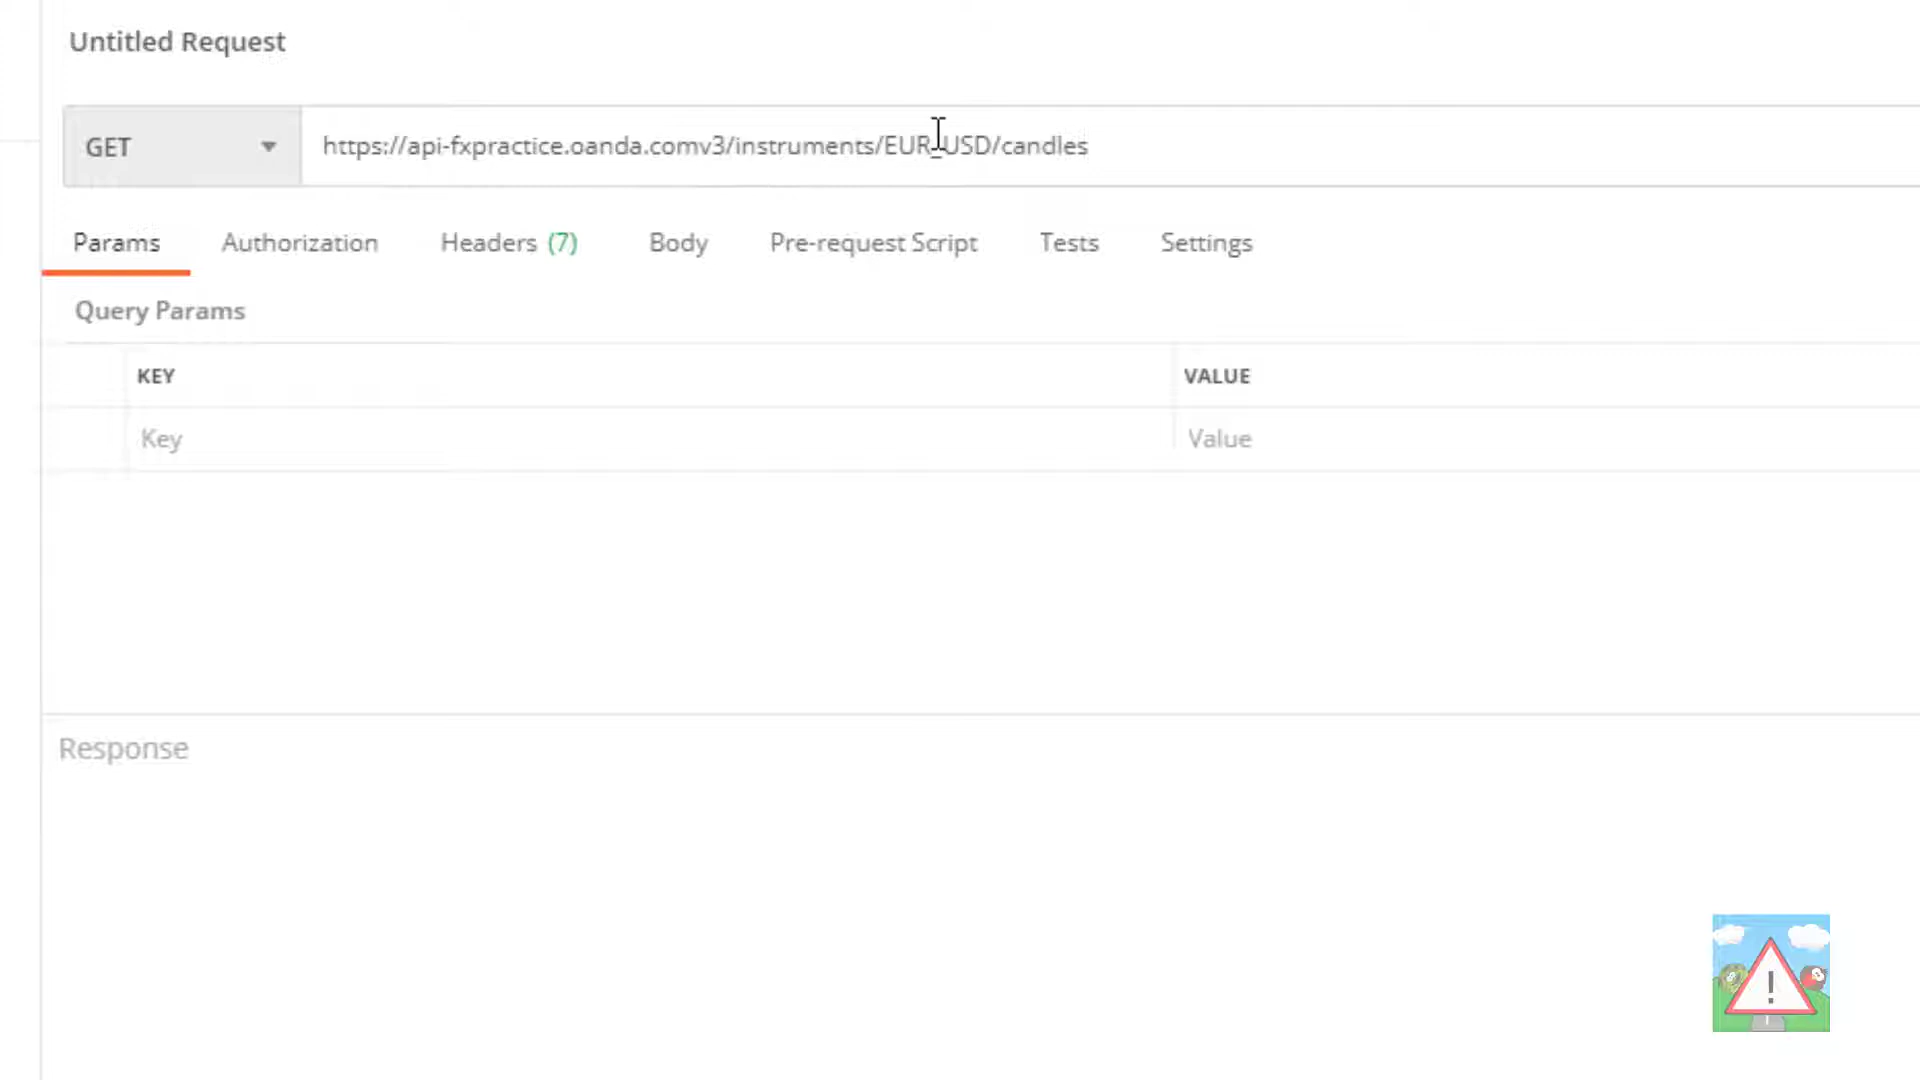 Untitled Request
GET
https://api-fxpractice.oanda.comv3/instruments/EUR_USD/candles
Params Authorization Headers (7) Body Pre-request Script Tests Settings
Query Params
KEY VALUE
Key Value
Response
!